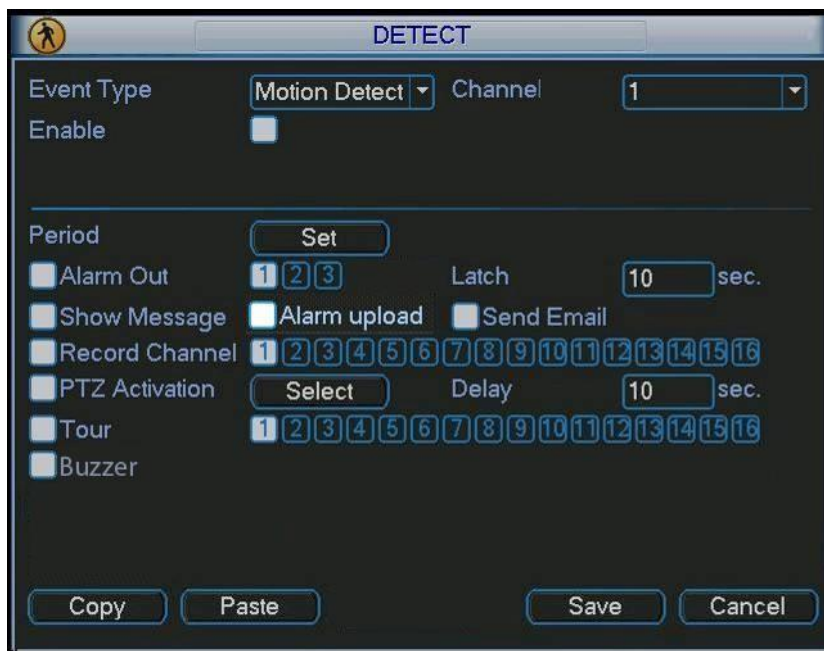 DETECT
Event Type Motion Detect Channel 1
Enable
Period Set
Alarm Out 1 2 3 Latch 10 sec.
Show Message Alarm upload Send Email
Record Channel 1 2 3 4 5 6 7 8 9 10 11 12 13 14 15 16
PTZ Activation Select Delay 10 sec.
Tour 1 2 3 4 5 6 7 8 9 10 11 12 13 14 15 16
Buzzer
Copy Paste Save Cancel